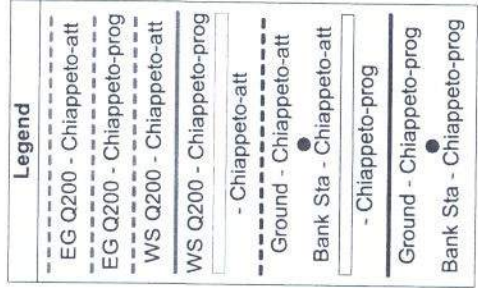 Legend
EG Q200 - Chiappeto-att
EG Q200 - Chiappeto-prog
WS Q200 - Chiappeto-att
WS Q200 - Chiappeto-prog
- Chiappeto-att
Ground - Chiappeto-att
Bank Sta - Chiappeto-att
- Chiappeto-prog
Ground - Chiappeto-prog
Bank Sta - Chiappeto-prog